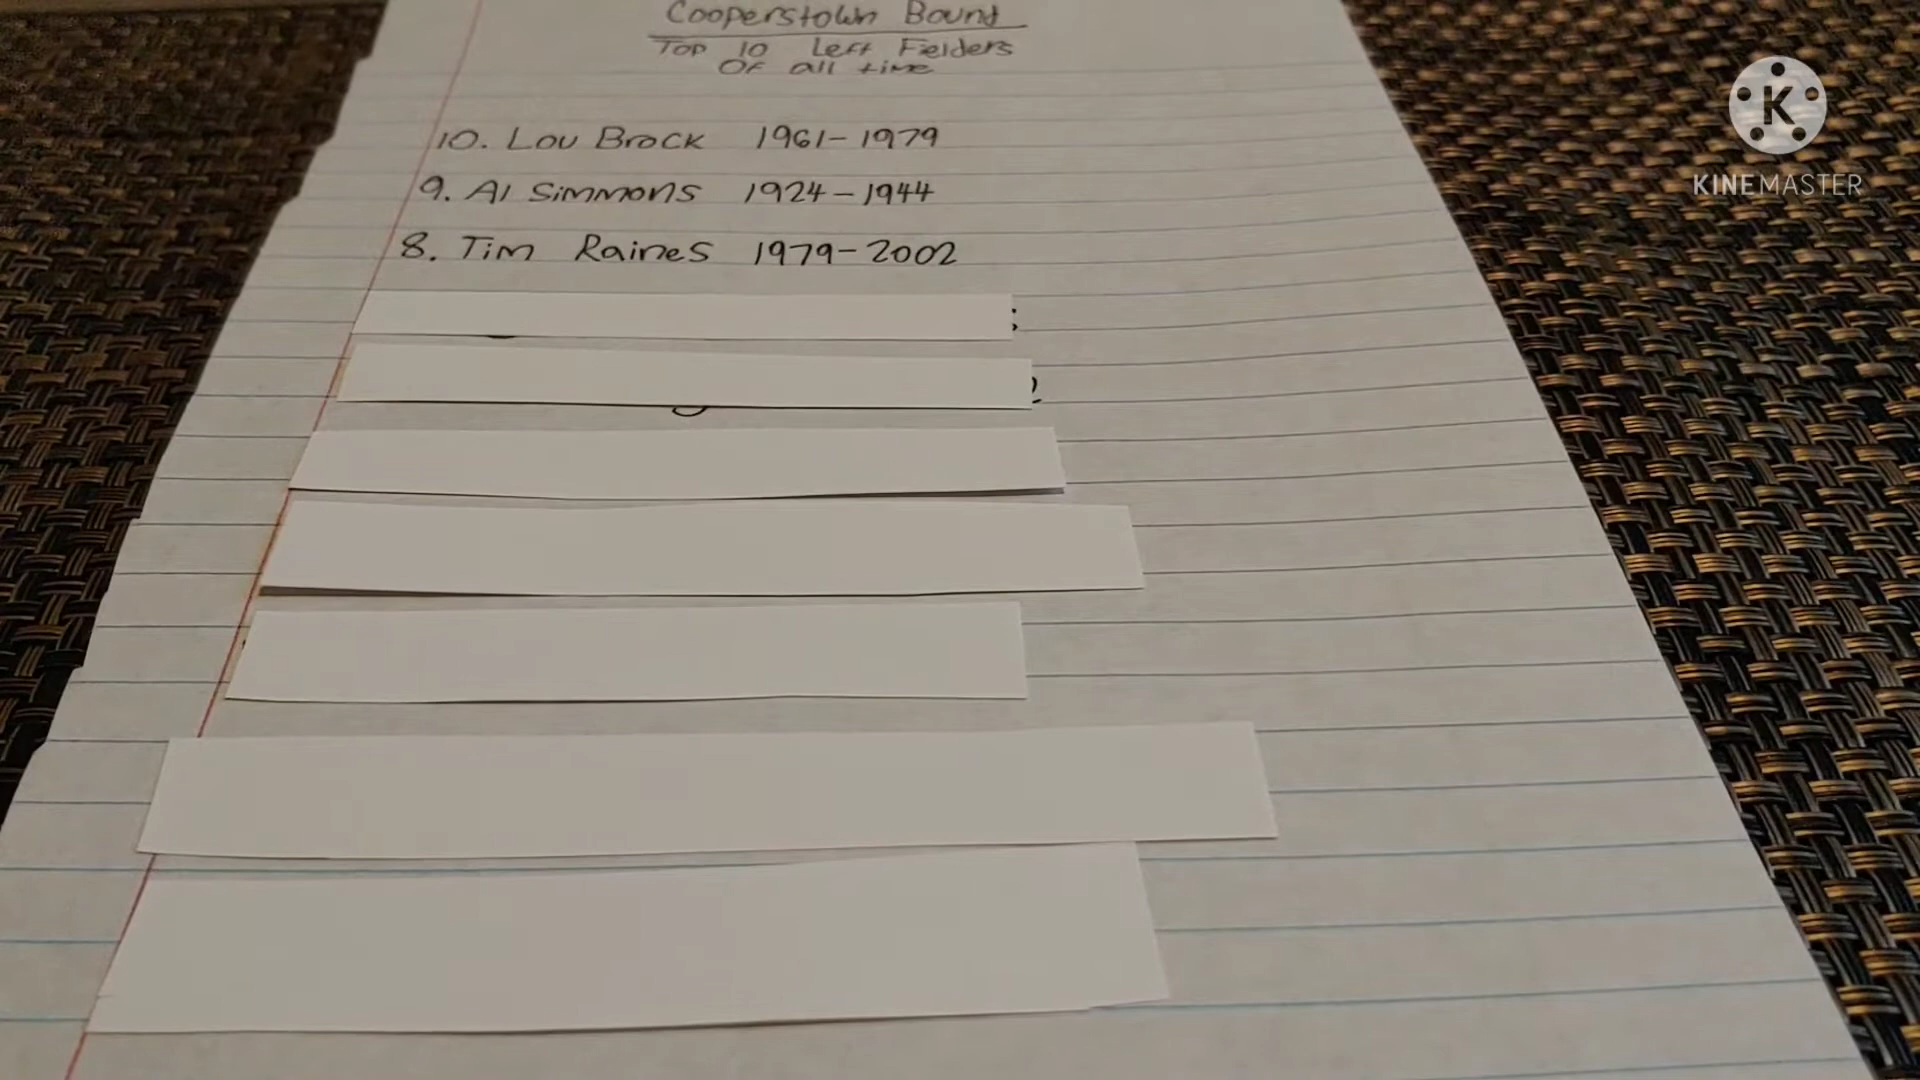 Cooperstown Bound
Top 10 Left Fielders
Of all time
10. Lou Brock 1961-1979
9. Al Simmons 1924-1944
8. Tim Raines 1979-2002
K
KINEMASTER